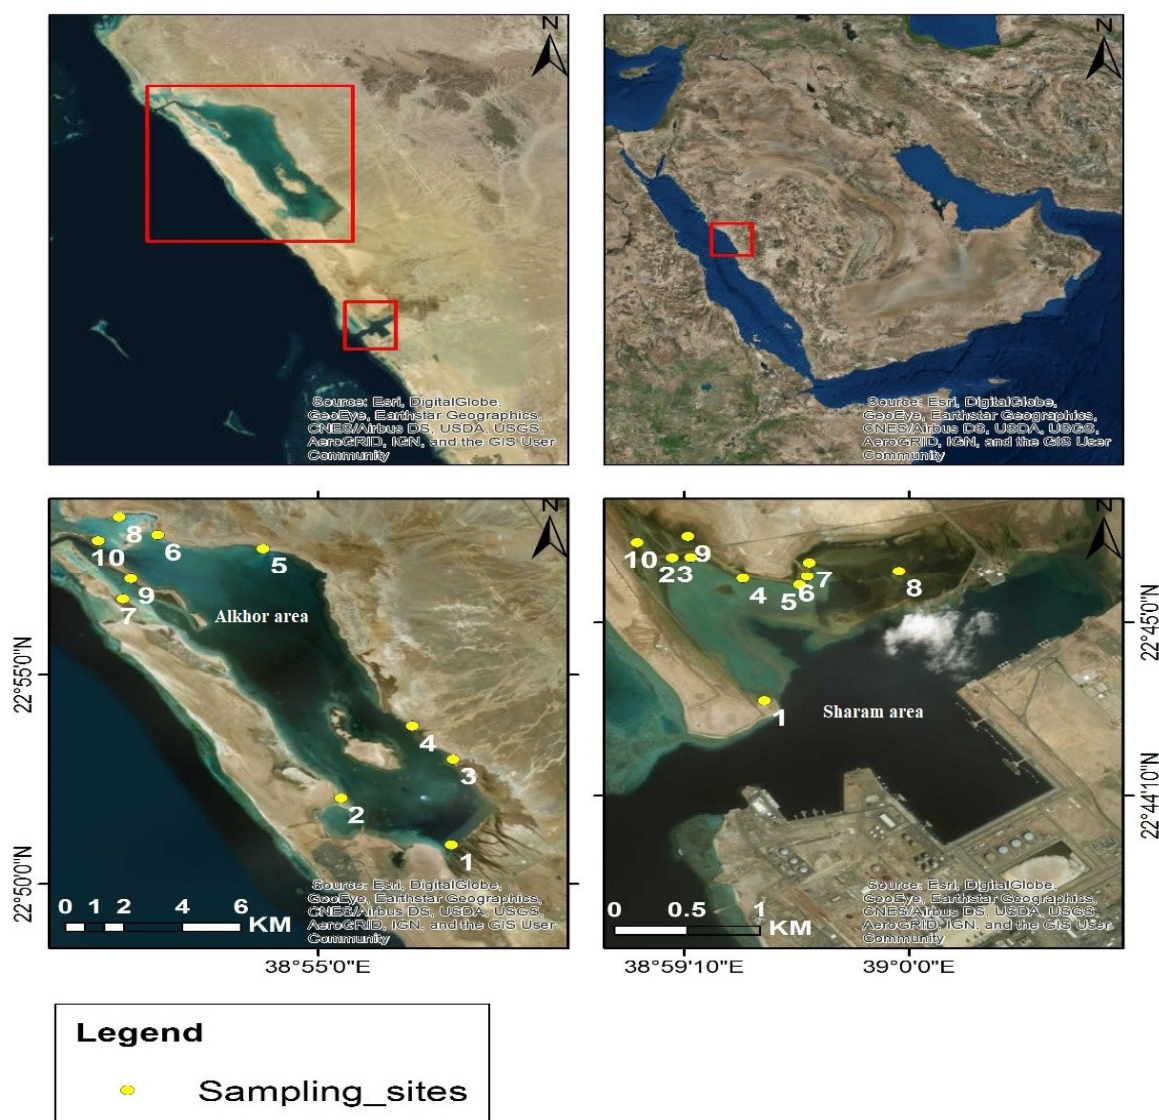 N
N
Source: Esri, DigitalGlobe,
GeoEye, Earthstar Geographics,
CNES/Airbus DS, USDA, USGS,
AeroGRID, IGN, and the GIS User
Community
Source: Esri, DigitalGlobe,
GeoEye, Earthstar Geographics,
CNES/Airbus DS, USDA, USGS,
AeroGRID, IGN, and the GIS User
Community
N
8
6
10
5
9
7
Alkhor area
4
3
2
1
22°55'0"N
22°50'0"N
0 1 2 4 6
KM
Source: Esri, DigitalGlobe,
GeoEye, Earthstar Geographics,
CNES/Airbus DS, USDA, USGS,
AeroGRID, IGN, and the GIS User
Community
38°55'0"E
N
10
9
23
4
7
6
5
8
1
Sharam area
22°45'0"N
22°44'10"N
0 0.5 1
KM
Source: Esri, DigitalGlobe,
GeoEye, Earthstar Geographics,
CNES/Airbus DS, USDA, USGS,
AeroGRID, IGN, and the GIS User
Community
38°59'10"E
39°0'0"E
Legend
Sampling_sites